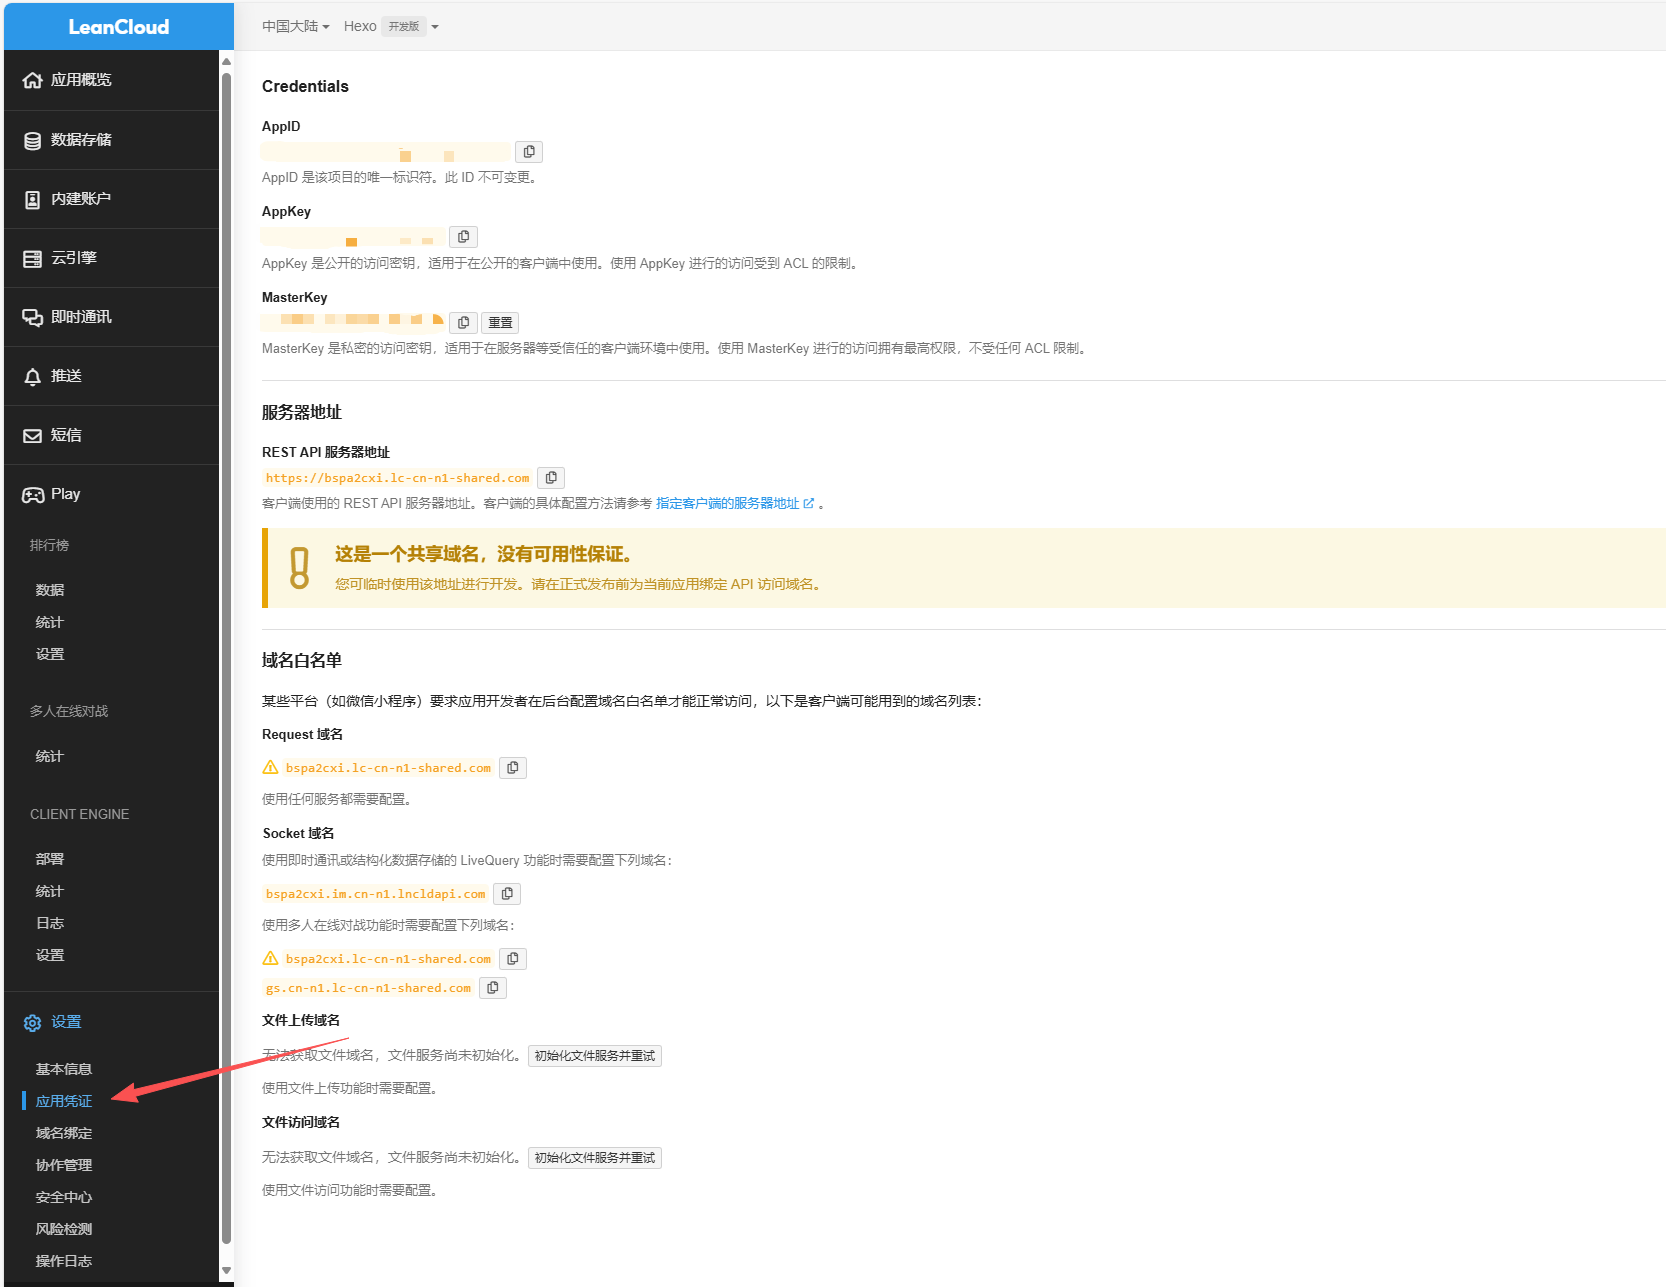 LeanCloud
中国大陆
Hexo 开发版
应用概览
数据存储
内建账户
云引擎
即时通讯
推送
短信
Play
排行榜
数据
统计
设置
多人在线对战
统计
CLIENT ENGINE
部署
统计
日志
设置
设置
基本信息
应用凭证
域名绑定
协作管理
安全中心
风险检测
操作日志
Credentials
AppID
AppID 是该项目的唯一标识符。此 ID 不可变更。
AppKey
AppKey 是公开的访问密钥，适用于在公开的客户端中使用。使用 AppKey 进行的访问受到 ACL 的限制。
MasterKey
重置
MasterKey 是私密的访问密钥，适用于在服务器等受信任的客户端环境中使用。使用 MasterKey 进行的访问拥有最高权限，不受任何 ACL 限制。
服务器地址
REST API 服务器地址
https://bspa2cxi.lc-cn-n1-shared.com
客户端使用的 REST API 服务器地址。客户端的具体配置方法请参考 指定客户端的服务器地址 。
这是一个共享域名，没有可用性保证。
您可临时使用该地址进行开发。请在正式发布前为当前应用绑定 API 访问域名。
域名白名单
某些平台（如微信小程序）要求应用开发者在后台配置域名白名单才能正常访问，以下是客户端可能用到的域名列表：
Request 域名
bspa2cxi.lc-cn-n1-shared.com
使用任何服务都需要配置。
Socket 域名
使用即时通讯或结构化数据存储的 LiveQuery 功能时需要配置下列域名：
bspa2cxi.im.cn-n1.lncldapi.com
使用多人在线对战功能时需要配置下列域名：
bspa2cxi.lc-cn-n1-shared.com
gs.cn-n1.lc-cn-n1-shared.com
文件上传域名
无法获取文件域名，文件服务尚未初始化。 初始化文件服务并重试
使用文件上传功能时需要配置。
文件访问域名
无法获取文件域名，文件服务尚未初始化。 初始化文件服务并重试
使用文件访问功能时需要配置。